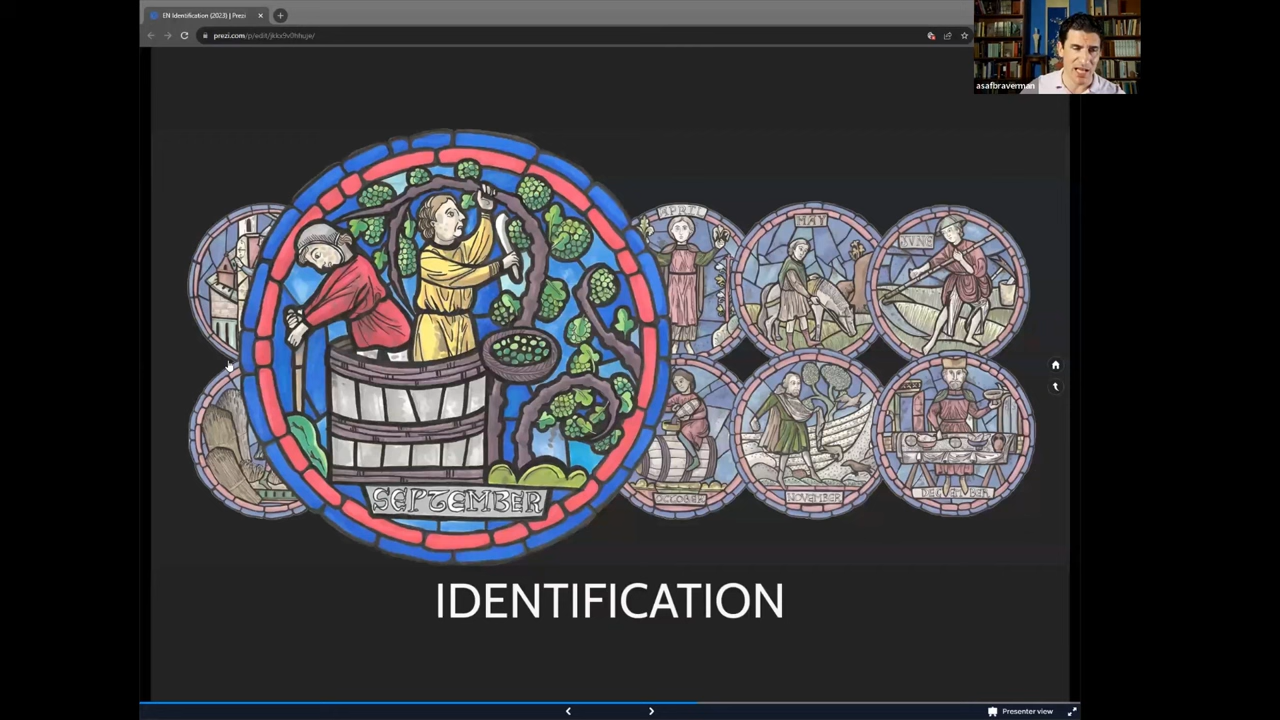 EN Identification (2023) | Prezi
prezi.com/p/edit/jkkx9v0hhuje/
asafbraverman
APRIL
MAY
JUNE
SEPTEMBER
OCTOBER
NOVEMBER
DECEMBER
IDENTIFICATION
Presenter view